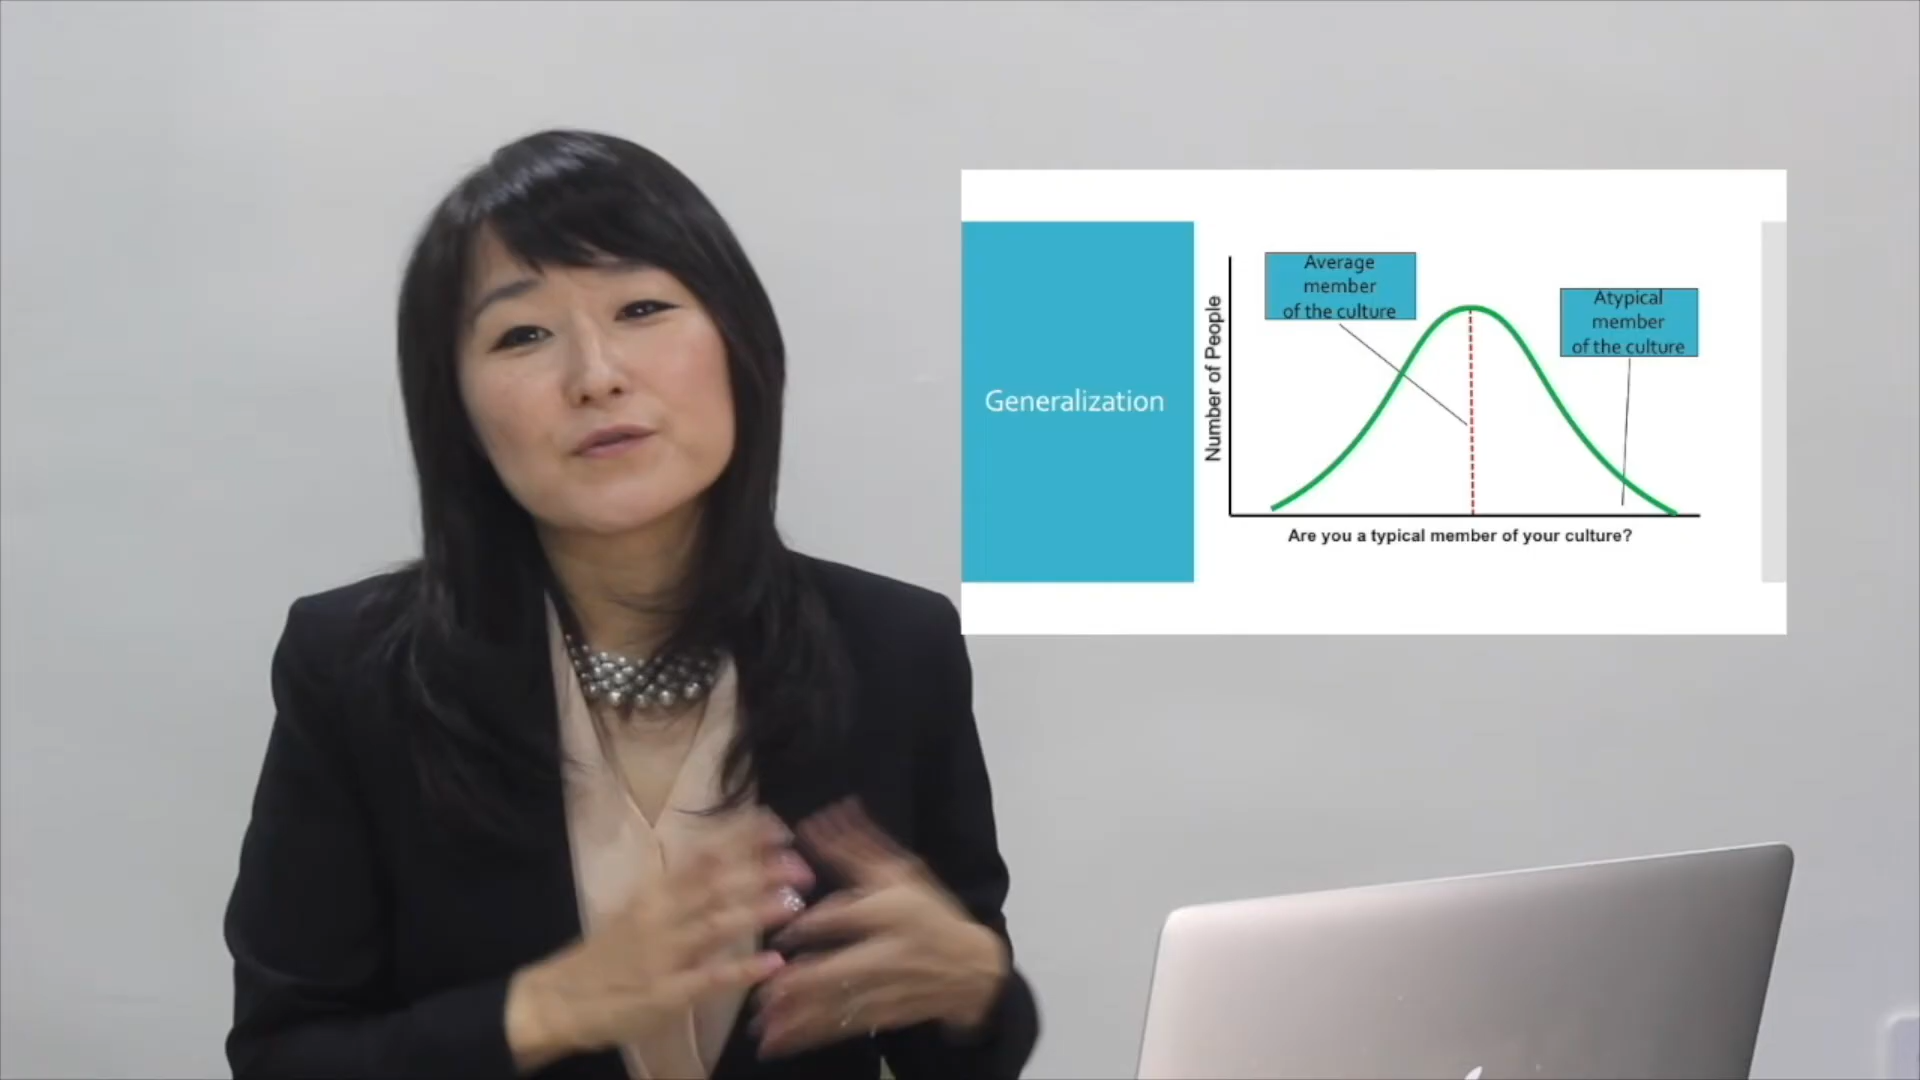 Generalization
Number of People
Average
member
of the culture
Atypical
member
of the culture
Are you a typical member of your culture?